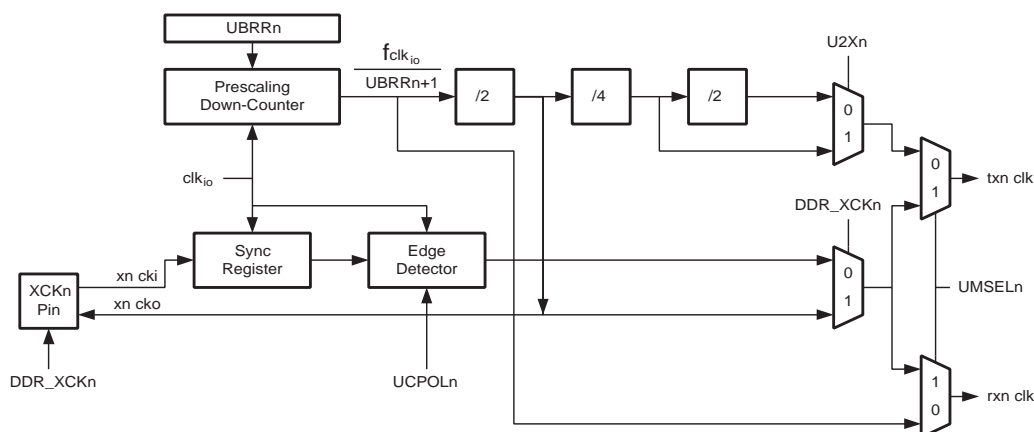 UBRRn
fclkio
UBRRn+1
U2Xn
Prescaling
Down-Counter
/2
/4
/2
0
1
clkio
0
1
txn clk
DDR_XCKn
Sync
Register
Edge
Detector
xn cki
XCKn
Pin
xn cko
0
1
UMSELn
DDR_XCKn
UCPOLn
1
0
rxn clk